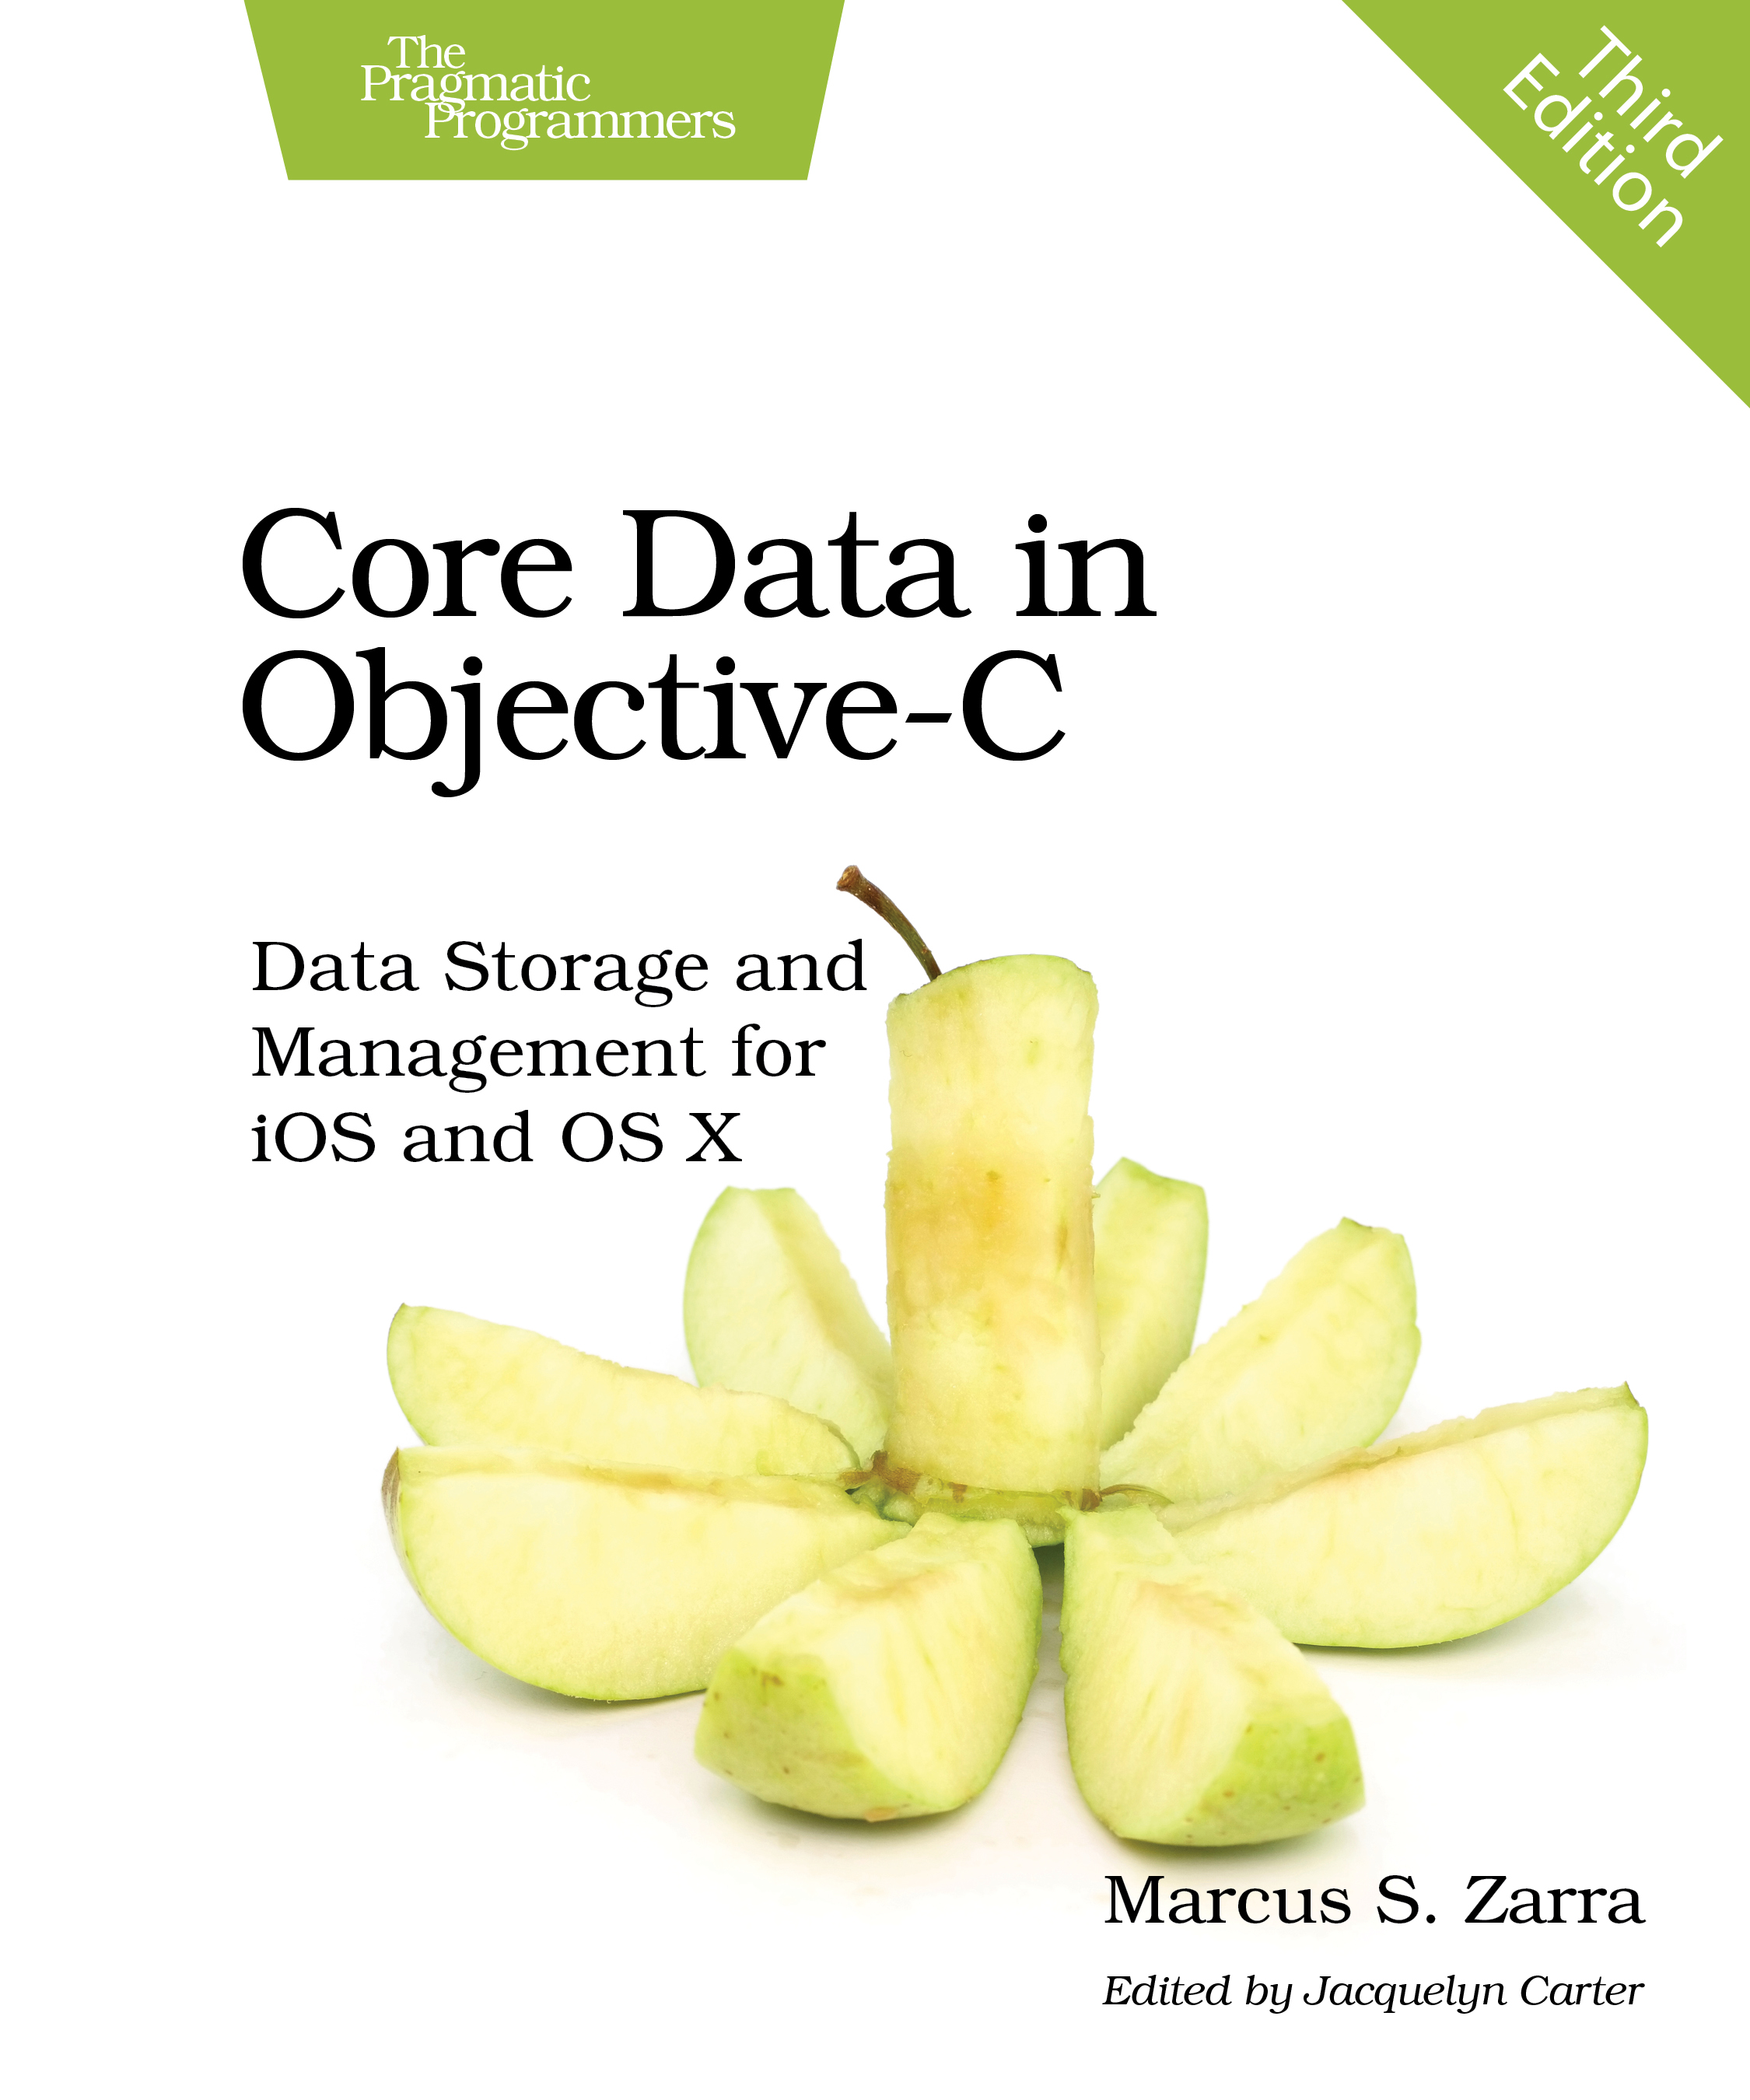 The
Pragmatic
Programmers
Third
Edition
Core Data in
Objective-C
Data Storage and
Management for
iOS and OS X
Marcus S. Zarra
Edited by Jacquelyn Carter